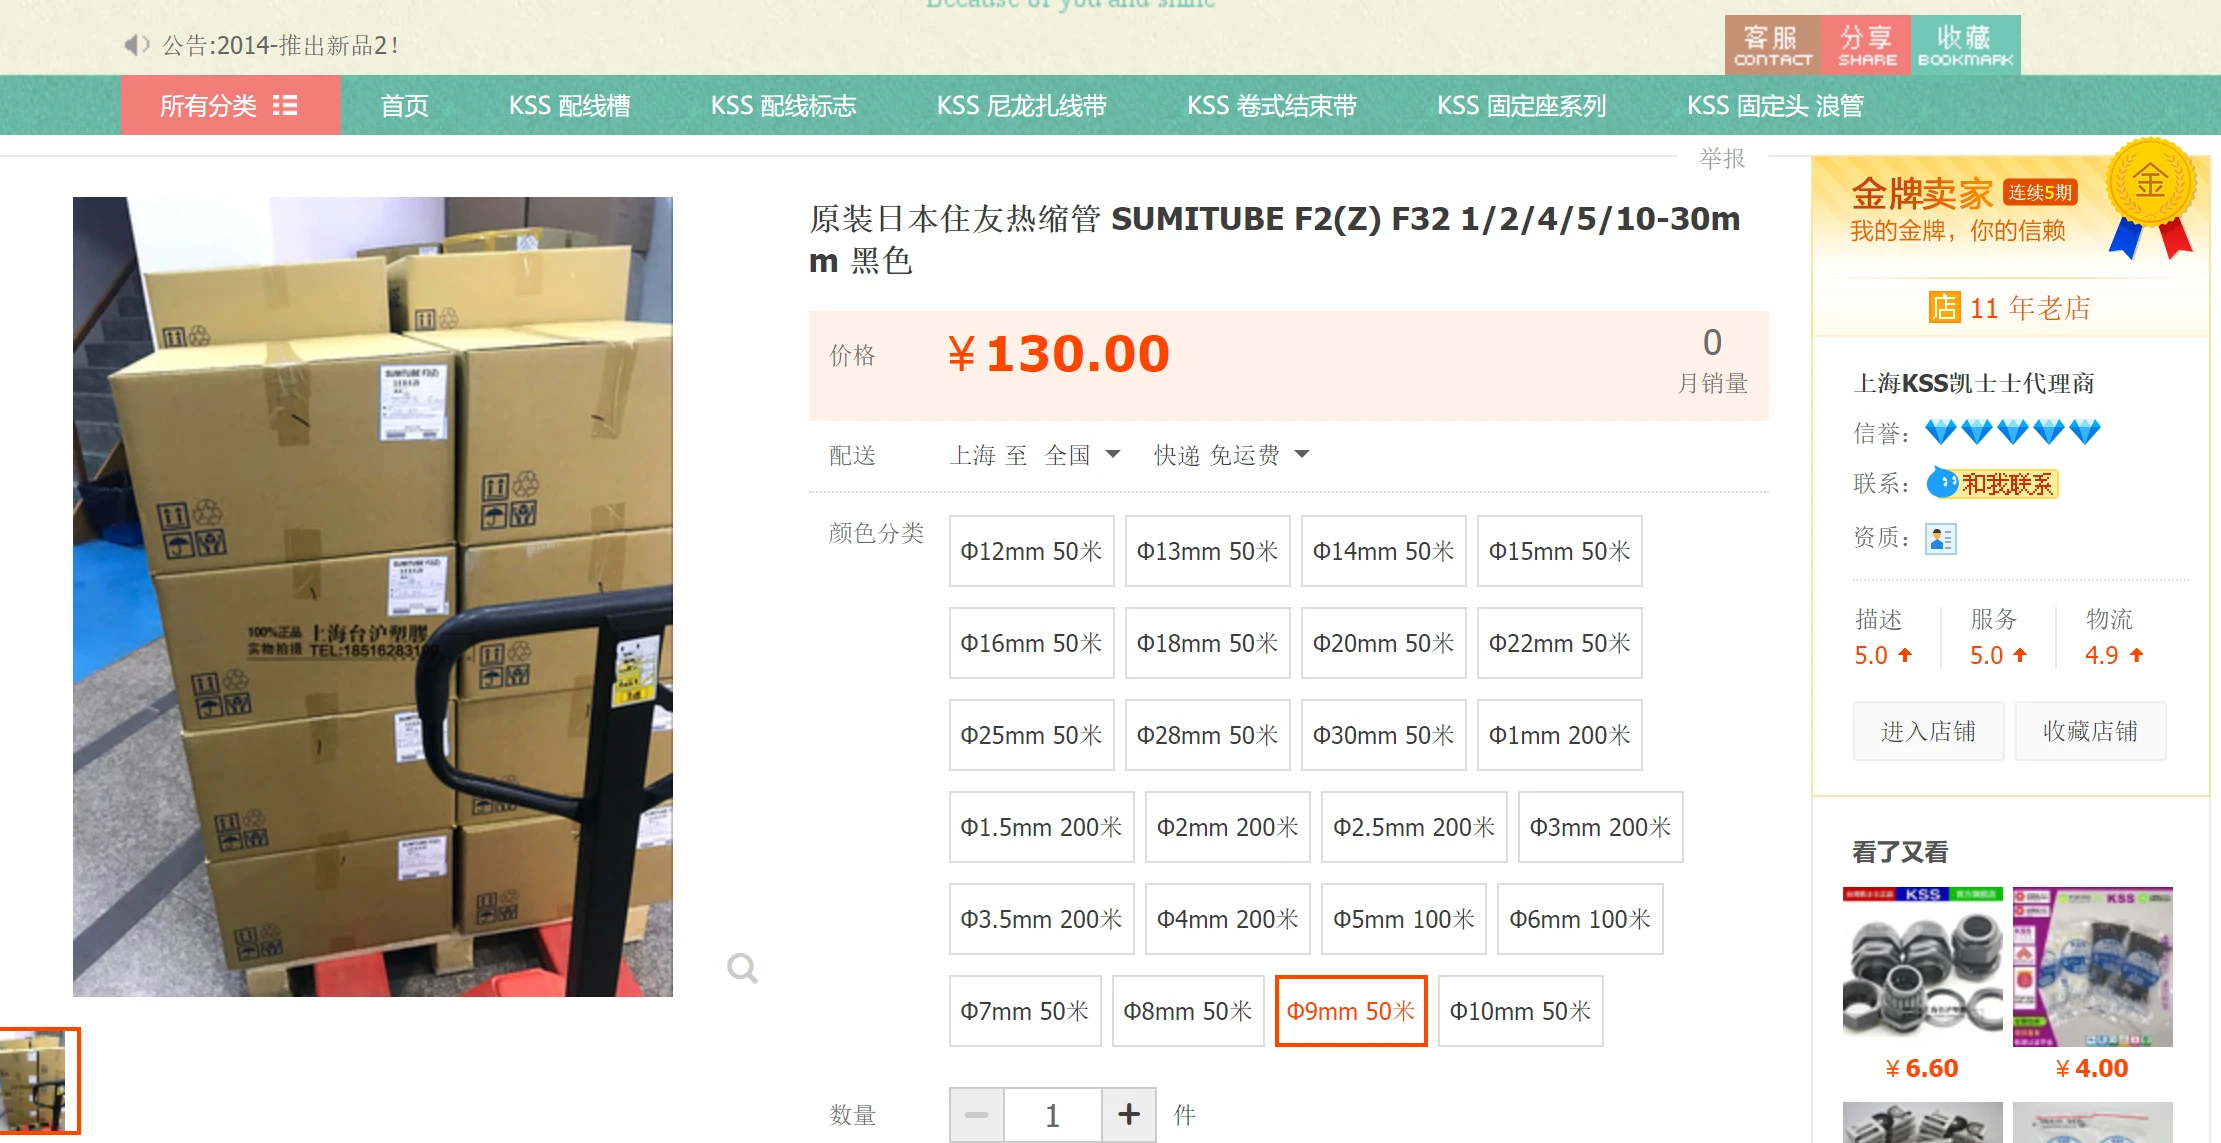 Because of you and shine
公告:2014-推出新品2！
客服 分享 收藏
CONTACT SHARE BOOKMARK
所有分类 首页 KSS 配线槽 KSS 配线标志 KSS 尼龙扎线带 KSS 卷式结束带 KSS 固定座系列 KSS 固定头 浪管
举报
原装日本住友热缩管 SUMITUBE F2(Z) F32 1/2/4/5/10-30m
m 黑色
价格 ¥130.00
0
月销量
配送 上海 至 全国 快递 免运费
颜色分类
Φ12mm 50米 Φ13mm 50米 Φ14mm 50米 Φ15mm 50米
Φ16mm 50米 Φ18mm 50米 Φ20mm 50米 Φ22mm 50米
Φ25mm 50米 Φ28mm 50米 Φ30mm 50米 Φ1mm 200米
Φ1.5mm 200米 Φ2mm 200米 Φ2.5mm 200米 Φ3mm 200米
Φ3.5mm 200米 Φ4mm 200米 Φ5mm 100米 Φ6mm 100米
Φ7mm 50米 Φ8mm 50米 Φ9mm 50米 Φ10mm 50米
数量 1 件
SUMITUBE F2(Z)
SUMITUBE F2(Z)
100%正品 上海台沪塑胶
实物拍摄 TEL:18516283109
SUMITUBE F2(Z)
金牌卖家 连续5期
金
我的金牌，你的信赖
店 11 年老店
上海KSS凯士士代理商
信誉：
联系： 和我联系
资质：
描述 服务 物流
5.0 5.0 4.9
进入店铺 收藏店铺
看了又看
KSS KSS
¥6.60 ¥4.00